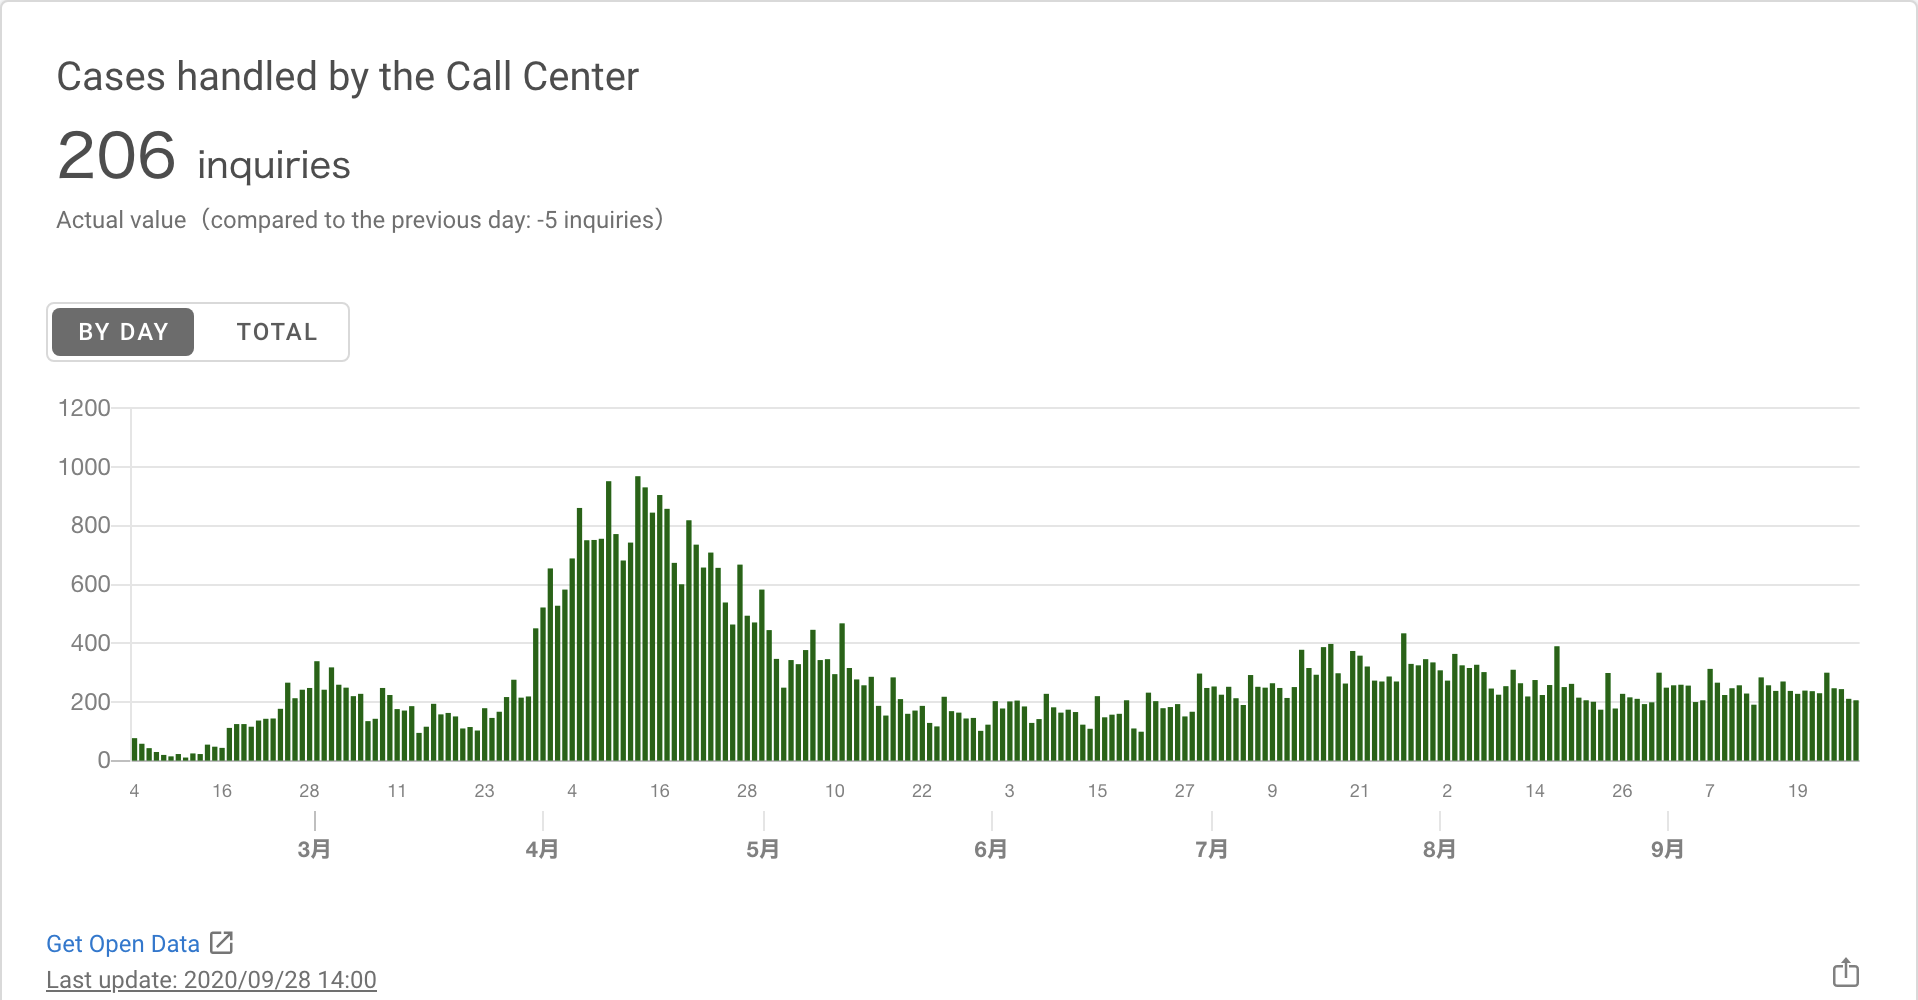 Cases handled by the Call Center
206 inquiries
Actual value（compared to the previous day: -5 inquiries）
BY DAY TOTAL
1200
1000
800
600
400
200
0
4 16 28 11 23 4 16 28 10 22 3 15 27 9 21 2 14 26 7 19
3月 4月 5月 6月 7月 8月 9月
Get Open Data
Last update: 2020/09/28 14:00